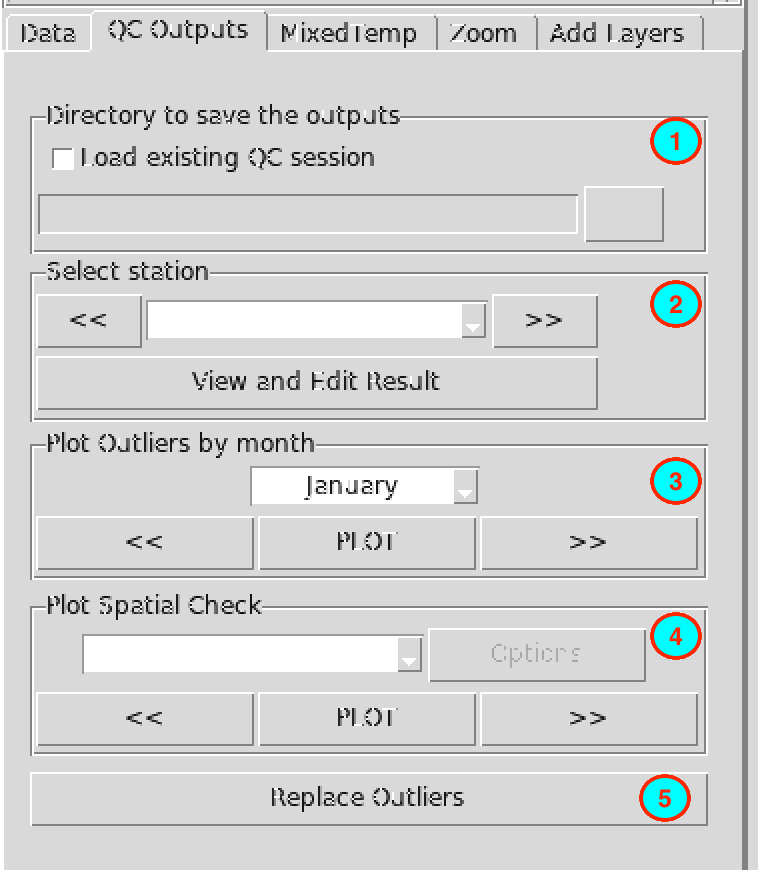 Data QC Outputs MixedTemp Zoom Add Layers
Directory to save the outputs
1
Load existing QC session
Select station
2
<< >>
View and Edit Result
Plot Outliers by month
January
3
<< PLOT >>
Plot Spatial Check
4
Options
<< PLOT >>
Replace Outliers 5